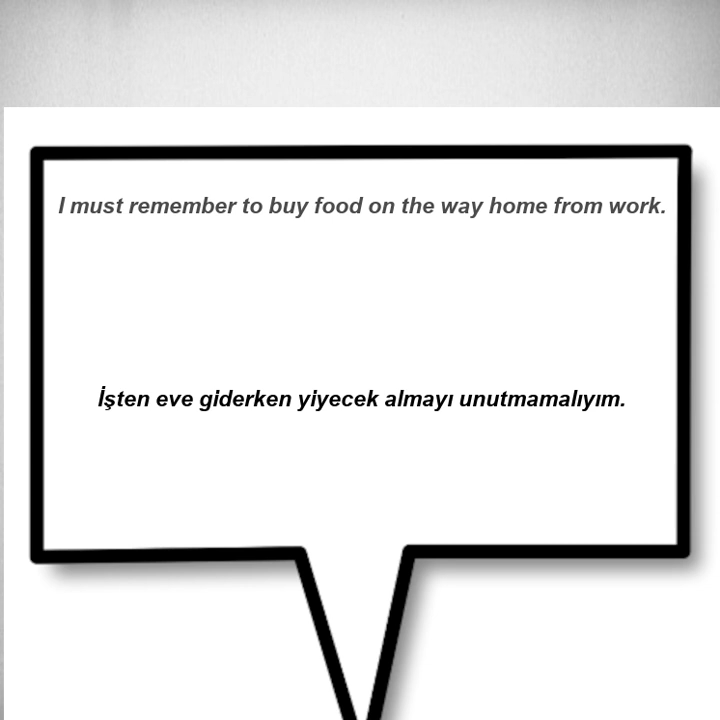 I must remember to buy food on the way home from work.
İşten eve giderken yiyecek almayı unutmamalıyım.